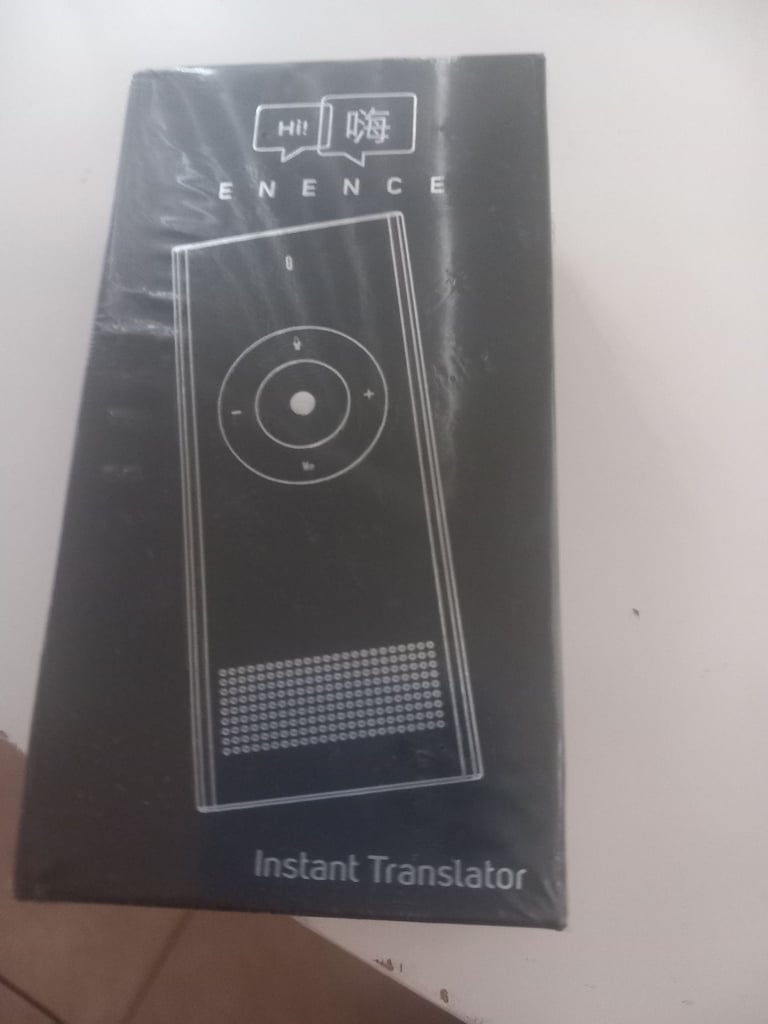 Hi! 嗨
ENENCE
- +
Instant Translator